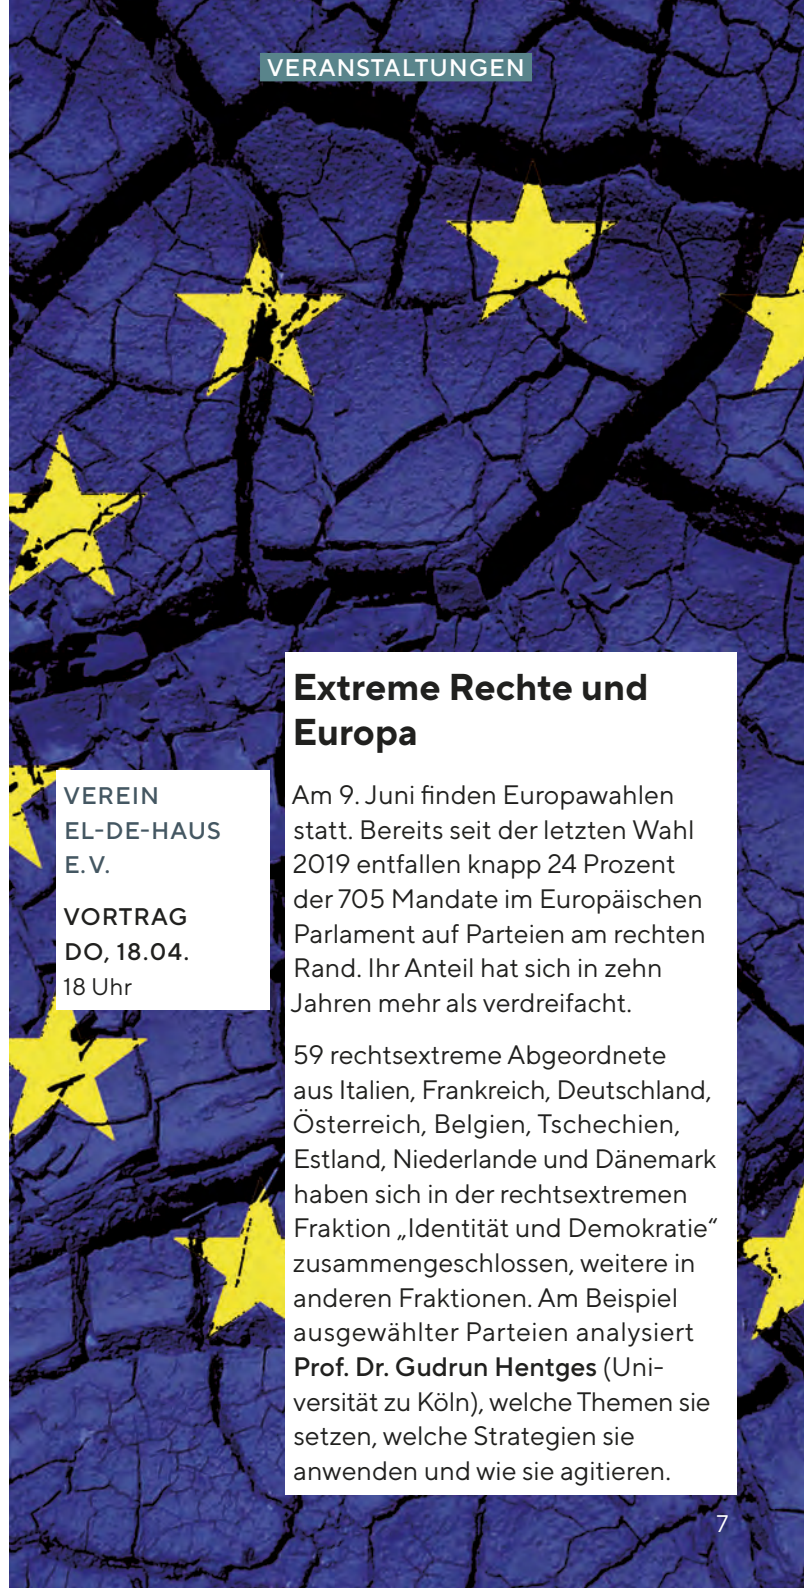 VERANSTALTUNGEN
Extreme Rechte und
Europa
VEREIN
EL-DE-HAUS
E.V.
VORTRAG
DO, 18.04.
18 Uhr
Am 9. Juni finden Europawahlen
statt. Bereits seit der letzten Wahl
2019 entfallen knapp 24 Prozent
der 705 Mandate im Europäischen
Parlament auf Parteien am rechten
Rand. Ihr Anteil hat sich in zehn
Jahren mehr als verdreifacht.
59 rechtsextreme Abgeordnete
aus Italien, Frankreich, Deutschland,
Österreich, Belgien, Tschechien,
Estland, Niederlande und Dänemark
haben sich in der rechtsextremen
Fraktion „Identität und Demokratie“
zusammengeschlossen, weitere in
anderen Fraktionen. Am Beispiel
ausgewählter Parteien analysiert
Prof. Dr. Gudrun Hentges (Uni-
versität zu Köln), welche Themen sie
setzen, welche Strategien sie
anwenden und wie sie agitieren.
7